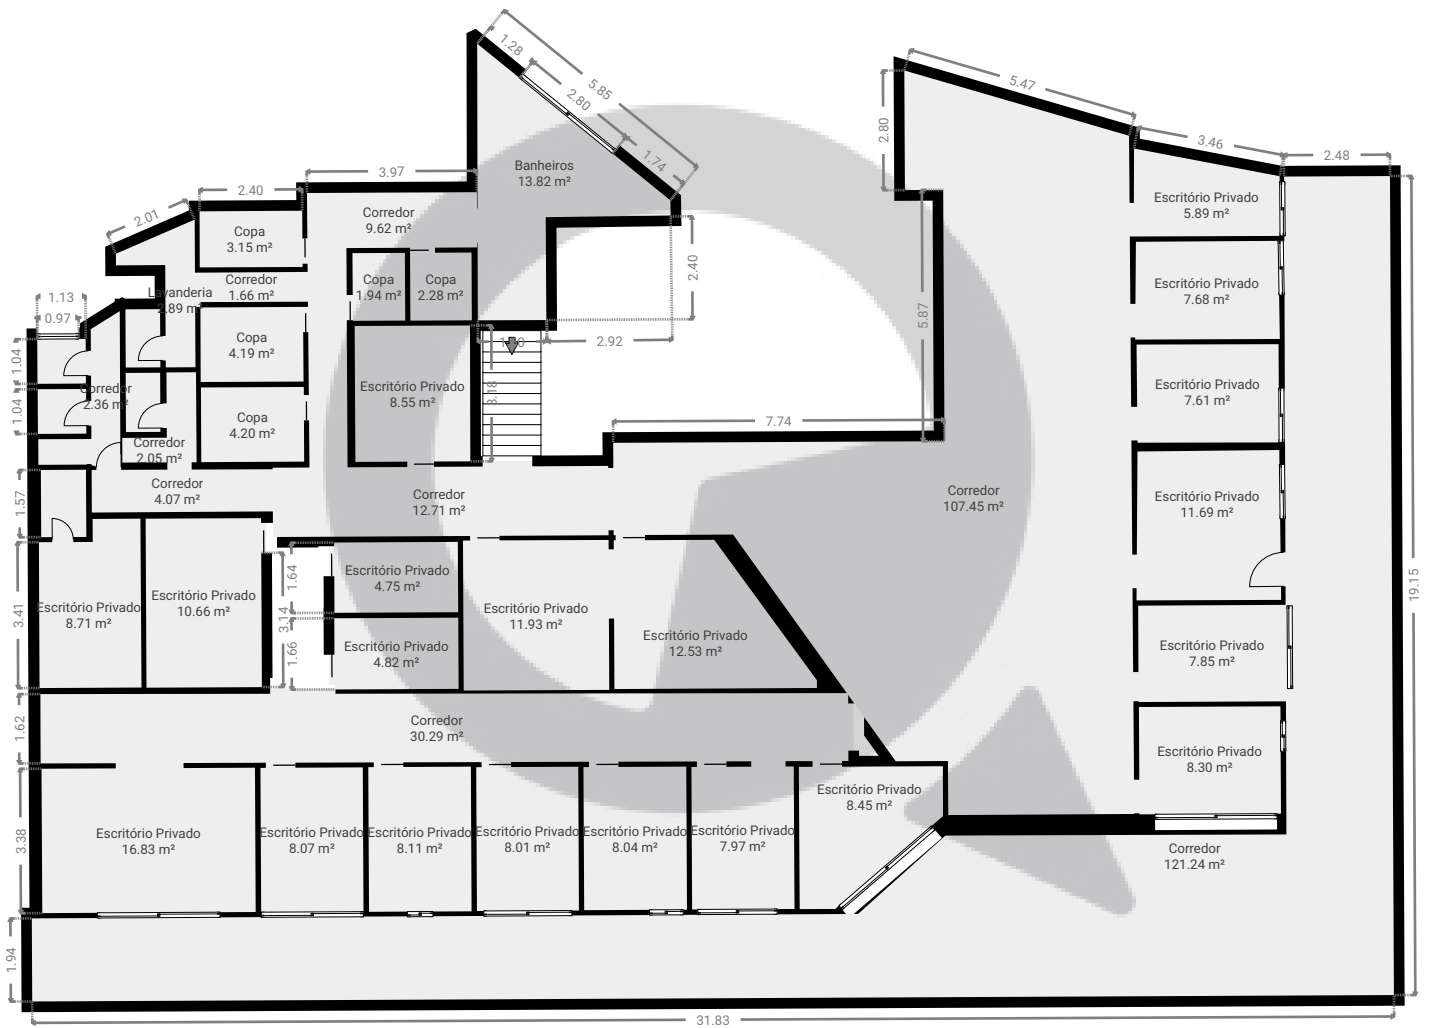 1.28
5.85
2.80
1.74
5.47
3.46
2.48
2.80
3.97
2.40
2.01
Banheiros
13.82 m²
Corredor
9.62 m²
Copa
3.15 m²
Escritório Privado
5.89 m²
Corredor
1.66 m²
Lavanderia
2.89 m²
Copa
1.94 m²
Copa
2.28 m²
2.40
Escritório Privado
7.68 m²
1.13
0.97
5.87
2.92
Copa
4.19 m²
1.04
Corredor
2.36 m²
Escritório Privado
8.55 m²
3.18
Escritório Privado
7.61 m²
1.04
Copa
4.20 m²
7.74
Corredor
2.05 m²
Corredor
4.07 m²
1.57
Corredor
12.71 m²
Corredor
107.45 m²
Escritório Privado
11.69 m²
1.64
Escritório Privado
4.75 m²
19.15
3.41
Escritório Privado
8.71 m²
Escritório Privado
10.66 m²
3.14
Escritório Privado
11.93 m²
1.66
Escritório Privado
4.82 m²
Escritório Privado
12.53 m²
Escritório Privado
7.85 m²
1.62
Corredor
30.29 m²
Escritório Privado
8.30 m²
Escritório Privado
8.45 m²
3.38
Escritório Privado
16.83 m²
Escritório Privado
8.07 m²
Escritório Privado
8.11 m²
Escritório Privado
8.01 m²
Escritório Privado
8.04 m²
Escritório Privado
7.97 m²
Corredor
121.24 m²
1.94
31.83